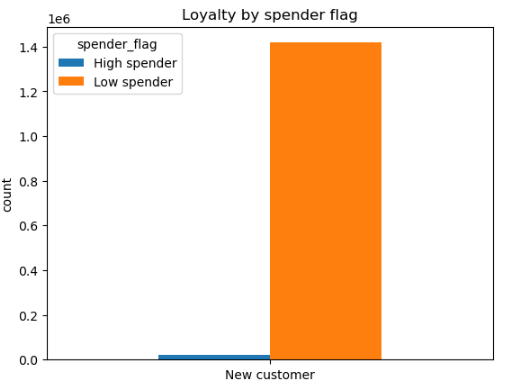 Loyalty by spender flag
1e6
spender_flag
High spender
Low spender
1.4
1.2
1.0
0.8
0.6
0.4
0.2
0.0
count
New customer